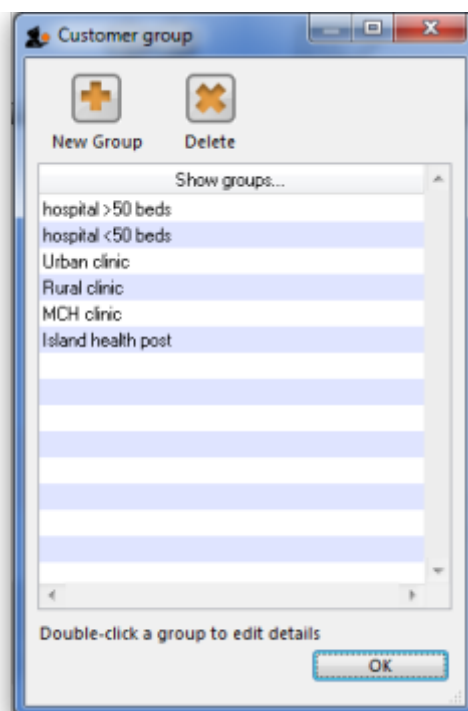 Customer group
New Group Delete
Show groups...
hospital >50 beds
hospital <50 beds
Urban clinic
Rural clinic
MCH clinic
Island health post
Double-click a group to edit details
OK